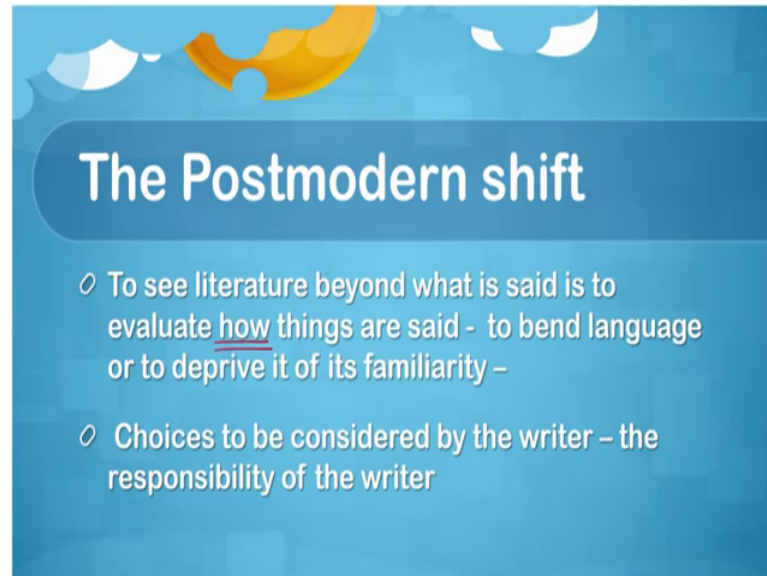 The Postmodern shift
To see literature beyond what is said is to
evaluate how things are said - to bend language
or to deprive it of its familiarity –
Choices to be considered by the writer – the
responsibility of the writer